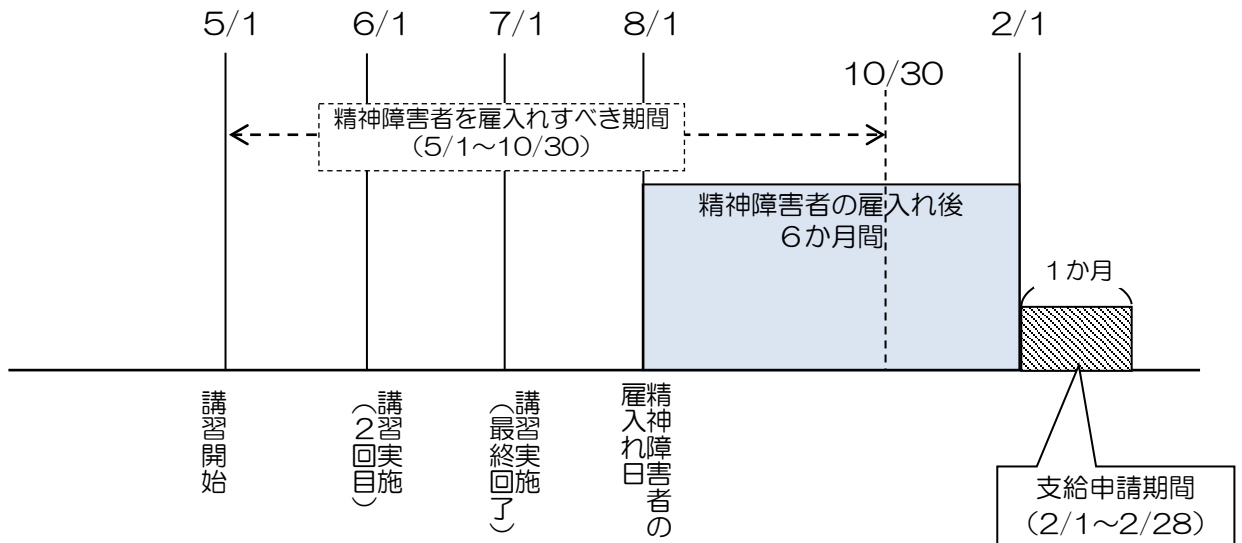 5/1
6/1
7/1
8/1
2/1
10/30
精神障害者を雇入れすべき期間
（5/1～10/30）
精神障害者の雇入れ後
６か月間
１か月
講習開始
講習実施
（２回目）
講習実施
（最終回了）
精神障害者の
雇入れ日
支給申請期間
（2/1～2/28）